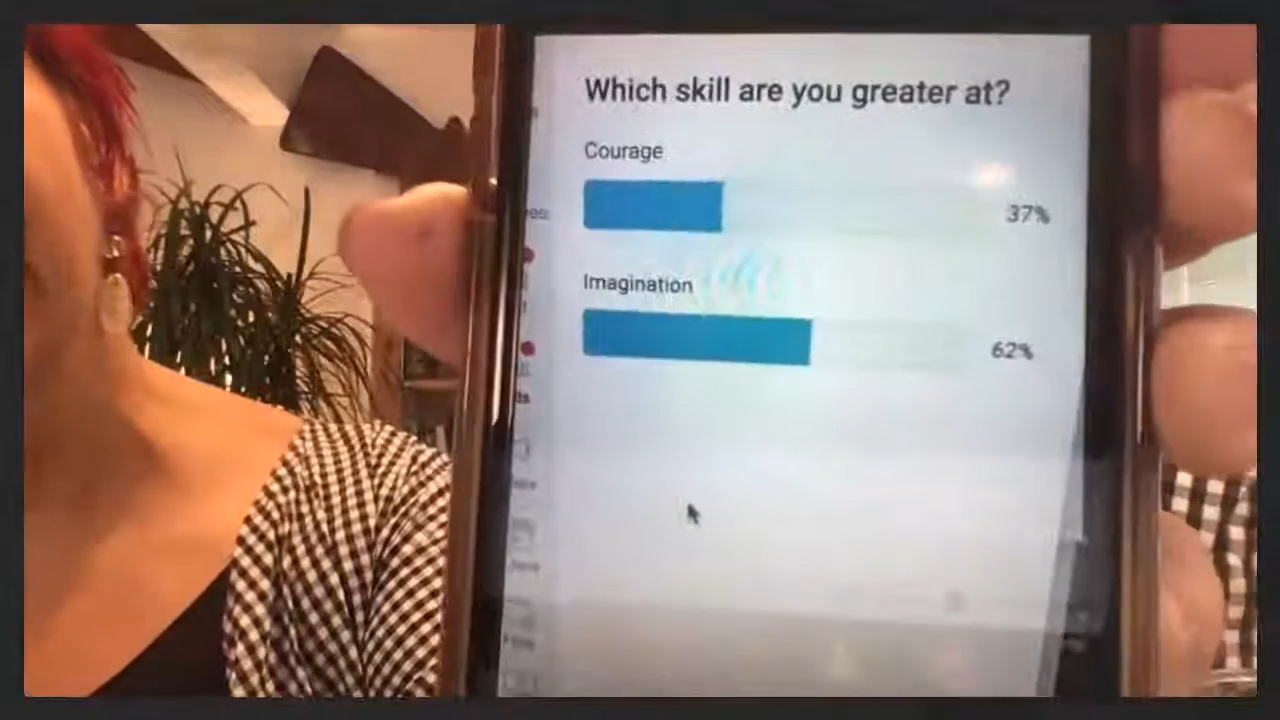 Which skill are you greater at?
Courage
37%
Imagination
62%